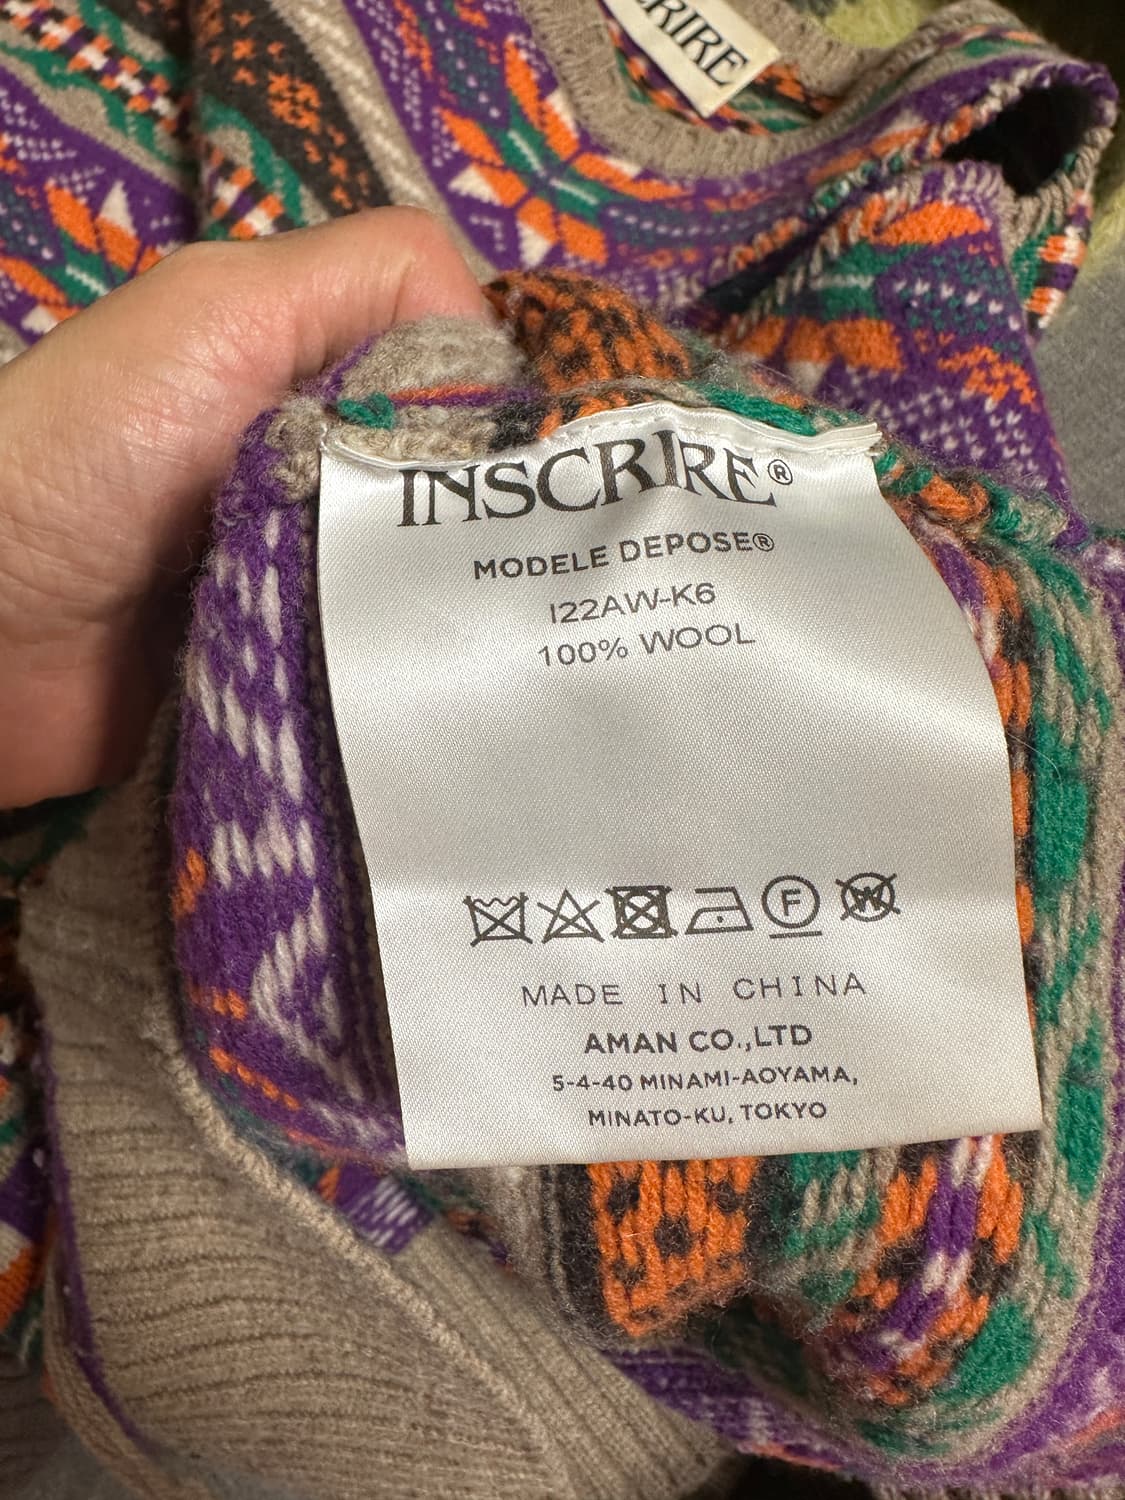 CRIRE
INSCRIRE®
MODELE DEPOSE®
I22AW-K6
100% WOOL
F W
MADE IN CHINA
AMAN CO.,LTD
5-4-40 MINAMI-AOYAMA,
MINATO-KU, TOKYO